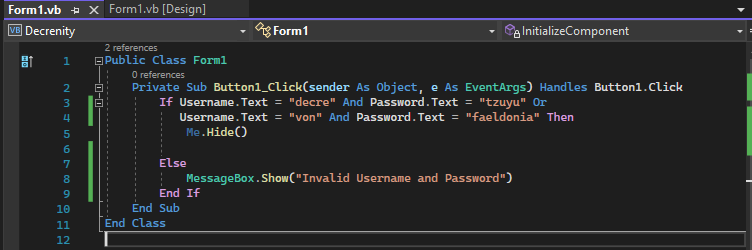 Form1.vb Form1.vb [Design]
Decrenity Form1 InitializeComponent
2 references
1 Public Class Form1
0 references
2 Private Sub Button1_Click(sender As Object, e As EventArgs) Handles Button1.Click
3 If Username.Text = "decre" And Password.Text = "tzuyu" Or
4 Username.Text = "von" And Password.Text = "faeldonia" Then
5 Me.Hide()
6
7 Else
8 MessageBox.Show("Invalid Username and Password")
9 End If
10 End Sub
11 End Class
12